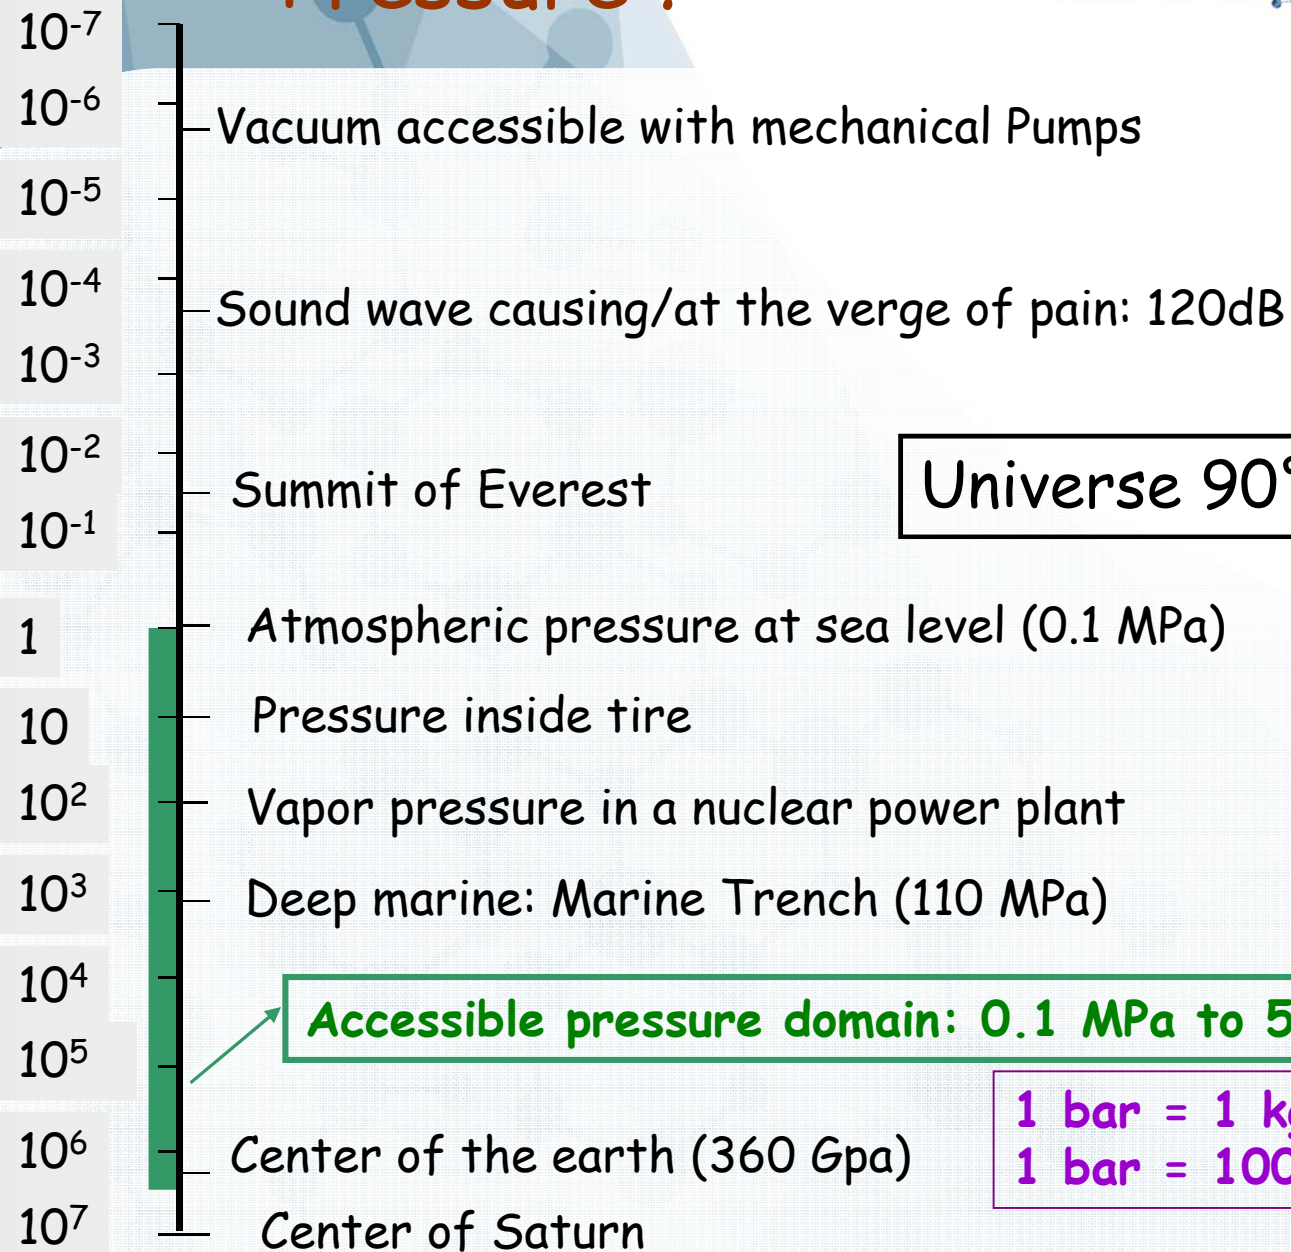 Pressure ?
10-7
10-6
Vacuum accessible with mechanical Pumps
10-5
10-4
Sound wave causing/at the verge of pain: 120dB
10-3
10-2
Summit of Everest
Universe 90°
10-1
1
Atmospheric pressure at sea level (0.1 MPa)
10
Pressure inside tire
10²
Vapor pressure in a nuclear power plant
10³
Deep marine: Marine Trench (110 MPa)
10⁴
Accessible pressure domain: 0.1 MPa to 5
10⁵
1 bar = 1
10⁶
Center of the earth (360 Gpa)
1 bar = 100
10⁷
Center of Saturn